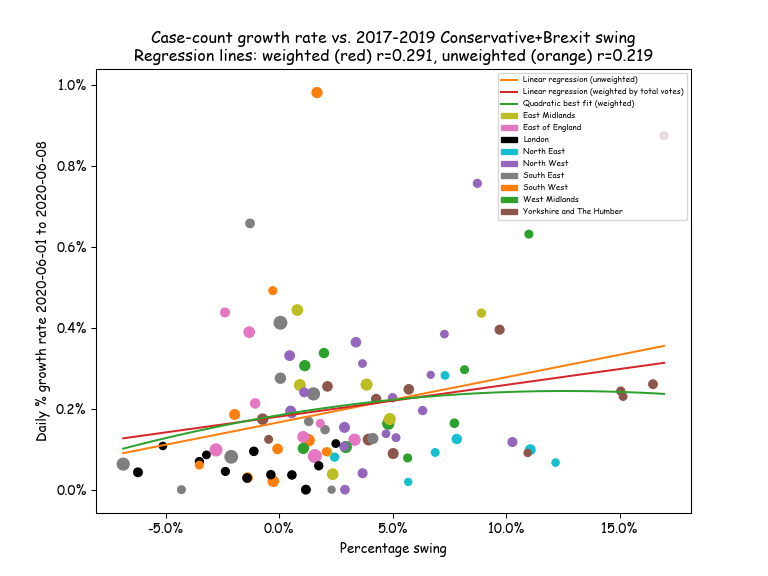 Case-count growth rate vs. 2017-2019 Conservative+Brexit swing
Regression lines: weighted (red) r=0.291, unweighted (orange) r=0.219
Linear regression (unweighted)
Linear regression (weighted by total votes)
Quadratic best fit (weighted)
East Midlands
East of England
London
North East
North West
South East
South West
West Midlands
Yorkshire and The Humber
Daily % growth rate 2020-06-01 to 2020-06-08
1.0%
0.8%
0.6%
0.4%
0.2%
0.0%
-5.0%
0.0%
5.0%
10.0%
15.0%
Percentage swing